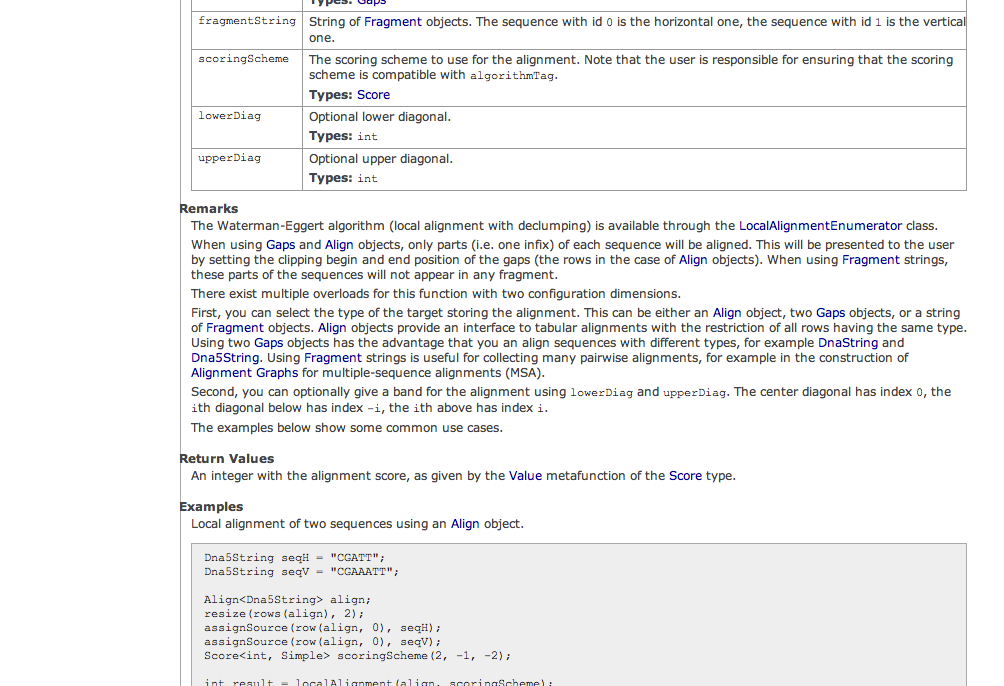 Types: Gaps
fragmentString
String of Fragment objects. The sequence with id 0 is the horizontal one, the sequence with id 1 is the vertical
one.
scoringScheme
The scoring scheme to use for the alignment. Note that the user is responsible for ensuring that the scoring
scheme is compatible with algorithmTag.
Types: Score
lowerDiag
Optional lower diagonal.
Types: int
upperDiag
Optional upper diagonal.
Types: int
Remarks
The Waterman-Eggert algorithm (local alignment with declumping) is available through the LocalAlignmentEnumerator class.
When using Gaps and Align objects, only parts (i.e. one infix) of each sequence will be aligned. This will be presented to the user
by setting the clipping begin and end position of the gaps (the rows in the case of Align objects). When using Fragment strings,
these parts of the sequences will not appear in any fragment.
There exist multiple overloads for this function with two configuration dimensions.
First, you can select the type of the target storing the alignment. This can be either an Align object, two Gaps objects, or a string
of Fragment objects. Align objects provide an interface to tabular alignments with the restriction of all rows having the same type.
Using two Gaps objects has the advantage that you an align sequences with different types, for example DnaString and
Dna5String. Using Fragment strings is useful for collecting many pairwise alignments, for example in the construction of
Alignment Graphs for multiple-sequence alignments (MSA).
Second, you can optionally give a band for the alignment using lowerDiag and upperDiag. The center diagonal has index 0, the
ith diagonal below has index -i, the ith above has index i.
The examples below show some common use cases.
Return Values
An integer with the alignment score, as given by the Value metafunction of the Score type.
Examples
Local alignment of two sequences using an Align object.
Dna5String seqH = "CGATT";
Dna5String seqV = "CGAAATT";
Align<Dna5String> align;
resize(rows(align), 2);
assignSource(row(align, 0), seqH);
assignSource(row(align, 0), seqV);
Score<int, Simple> scoringScheme(2, -1, -2);
int result = localAlignment(align, scoringScheme);